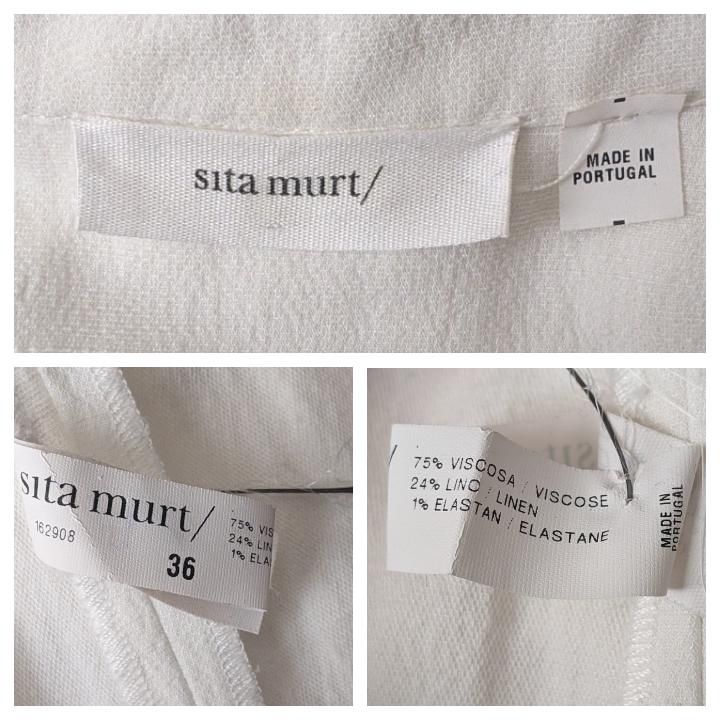 sita murt/
MADE IN
PORTUGAL
sita murt/
162908
36
75% VIS
24% LIN
1% ELA
75% VISCOSA / VISCOSE
24% LINO / LINEN
1% ELASTAN / ELASTANE
MADE IN
PORTUGAL